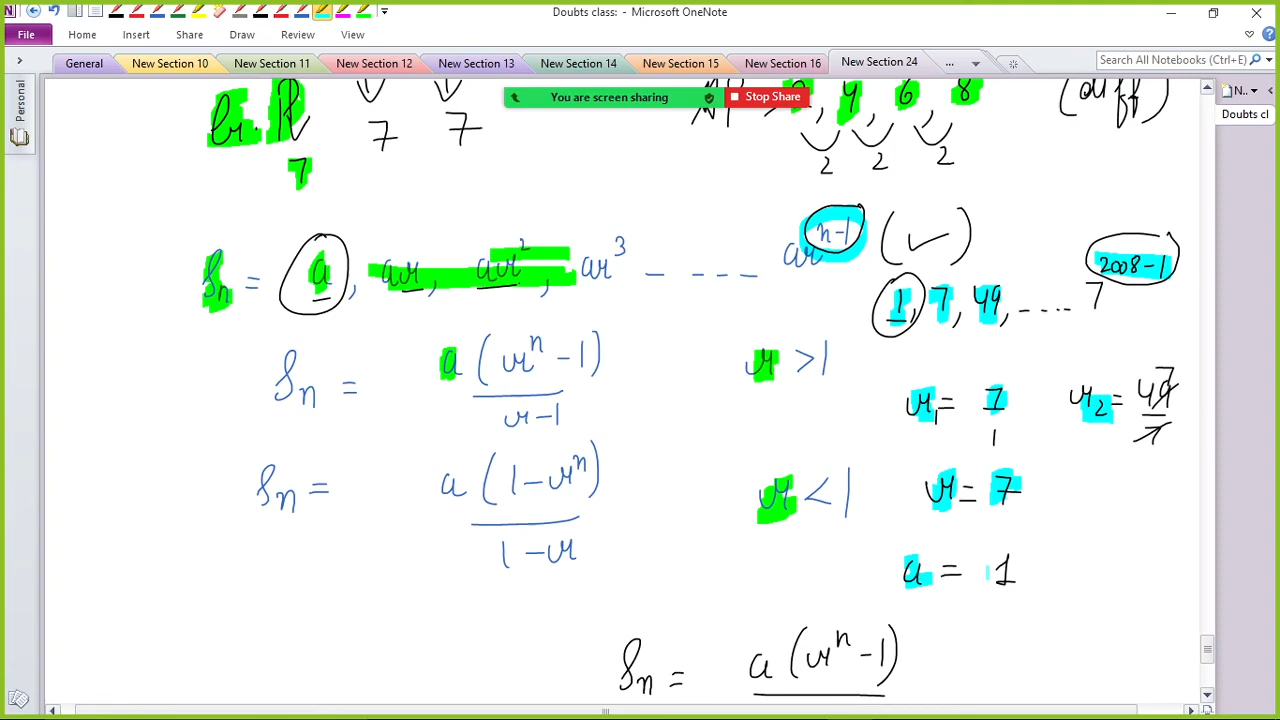 Doubts class: - Microsoft OneNote
File Home Insert Share Draw Review View
General New Section 10 New Section 11 New Section 12 New Section 13 New Section 14 New Section 15 New Section 16 New Section 24 ... Search All Notebooks (Ctrl+E)
Personal
N...
Doubts cl
You are screen sharing Stop Share
7 7
7
4, 6, 8 (diff)
2 2 2
Sn = a, ar, ar², ar³ - - - - - ar^(n-1) (✓)
1, 7, 49, ..... 7^(2008-1)
Sn = a(r^n - 1) / r-1 r > 1
r₁ = 7/1 r₂ = 49/7 7
Sn = a(1 - r^n) / 1-r r < 1
r = 7
a = 1
Sn = a(r^n - 1)